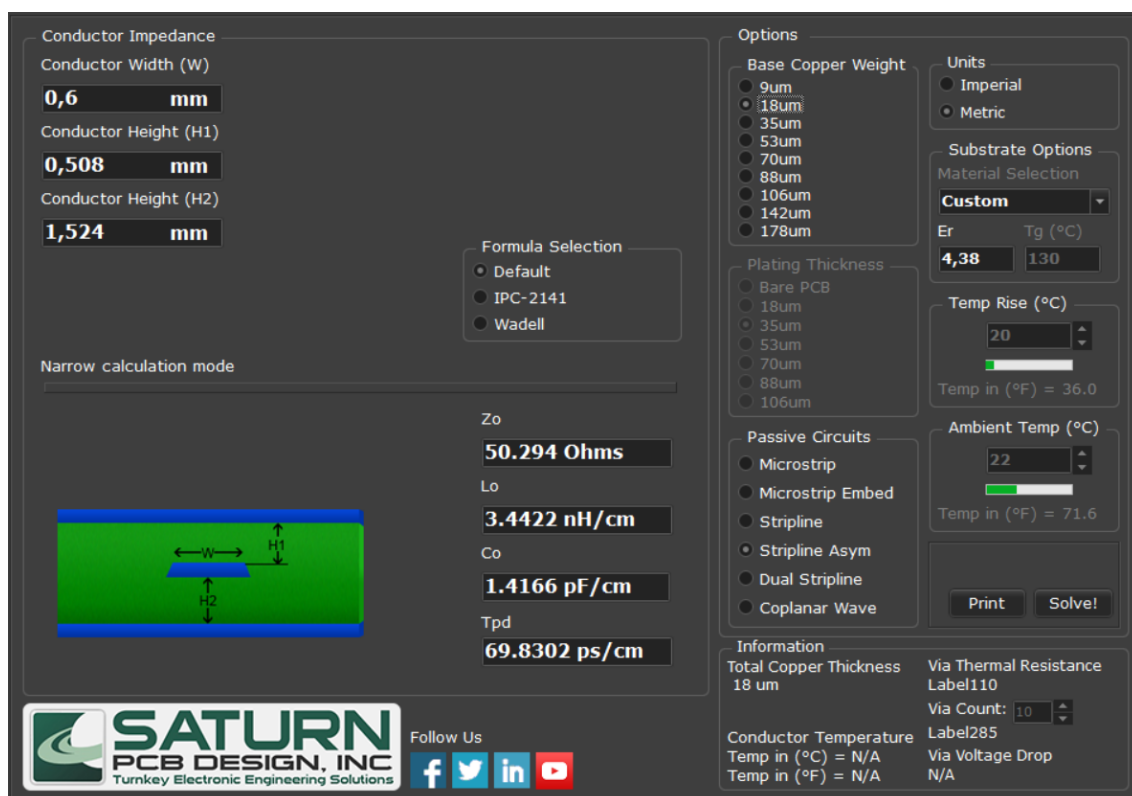 Conductor Impedance
Conductor Width (W)
0,6 mm
Conductor Height (H1)
0,508 mm
Conductor Height (H2)
1,524 mm
Formula Selection
Default
IPC-2141
Wadell
Narrow calculation mode
Zo
50.294 Ohms
Lo
3.4422 nH/cm
Co
1.4166 pF/cm
Tpd
69.8302 ps/cm
W
H1
H2
SATURN
PCB DESIGN, INC
Turnkey Electronic Engineering Solutions
Follow Us
f
in
Options
Base Copper Weight
9um
18um
35um
53um
70um
88um
106um
142um
178um
Plating Thickness
Bare PCB
18um
35um
53um
70um
88um
106um
Passive Circuits
Microstrip
Microstrip Embed
Stripline
Stripline Asym
Dual Stripline
Coplanar Wave
Units
Imperial
Metric
Substrate Options
Material Selection
Custom
Er Tg (°C)
4,38 130
Temp Rise (°C)
20
Temp in (°F) = 36.0
Ambient Temp (°C)
22
Temp in (°F) = 71.6
Print Solve!
Information
Total Copper Thickness
18 um
Conductor Temperature
Temp in (°C) = N/A
Temp in (°F) = N/A
Via Thermal Resistance
Label110
Via Count: 10
Label285
Via Voltage Drop
N/A